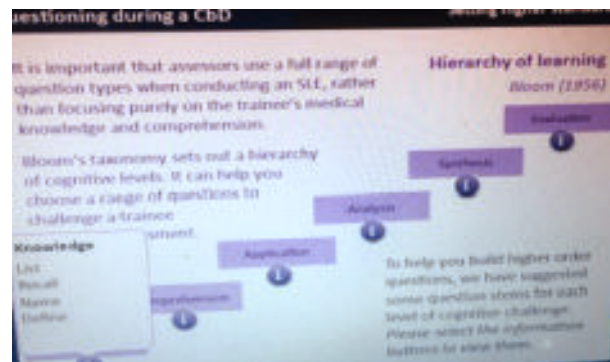 uestioning during a CbD
It is important that assessors use a full range of
question types when conducting an SLE, rather
than focusing purely on the trainee's medical
knowledge and comprehension.
Bloom's taxonomy sets out a hierarchy
of cognitive levels. It can help you
choose a range of questions to
challenge a trainee
sment.
Hierarchy of learning
Bloom (1956)
Evaluation
Synthesis
Analysis
Application
mprehension
Knowledge
List
Recall
Name
Define
To help you build higher order
questions, we have suggested
some question stems for each
level of cognitive challenge.
Please select the information
buttons to view them.